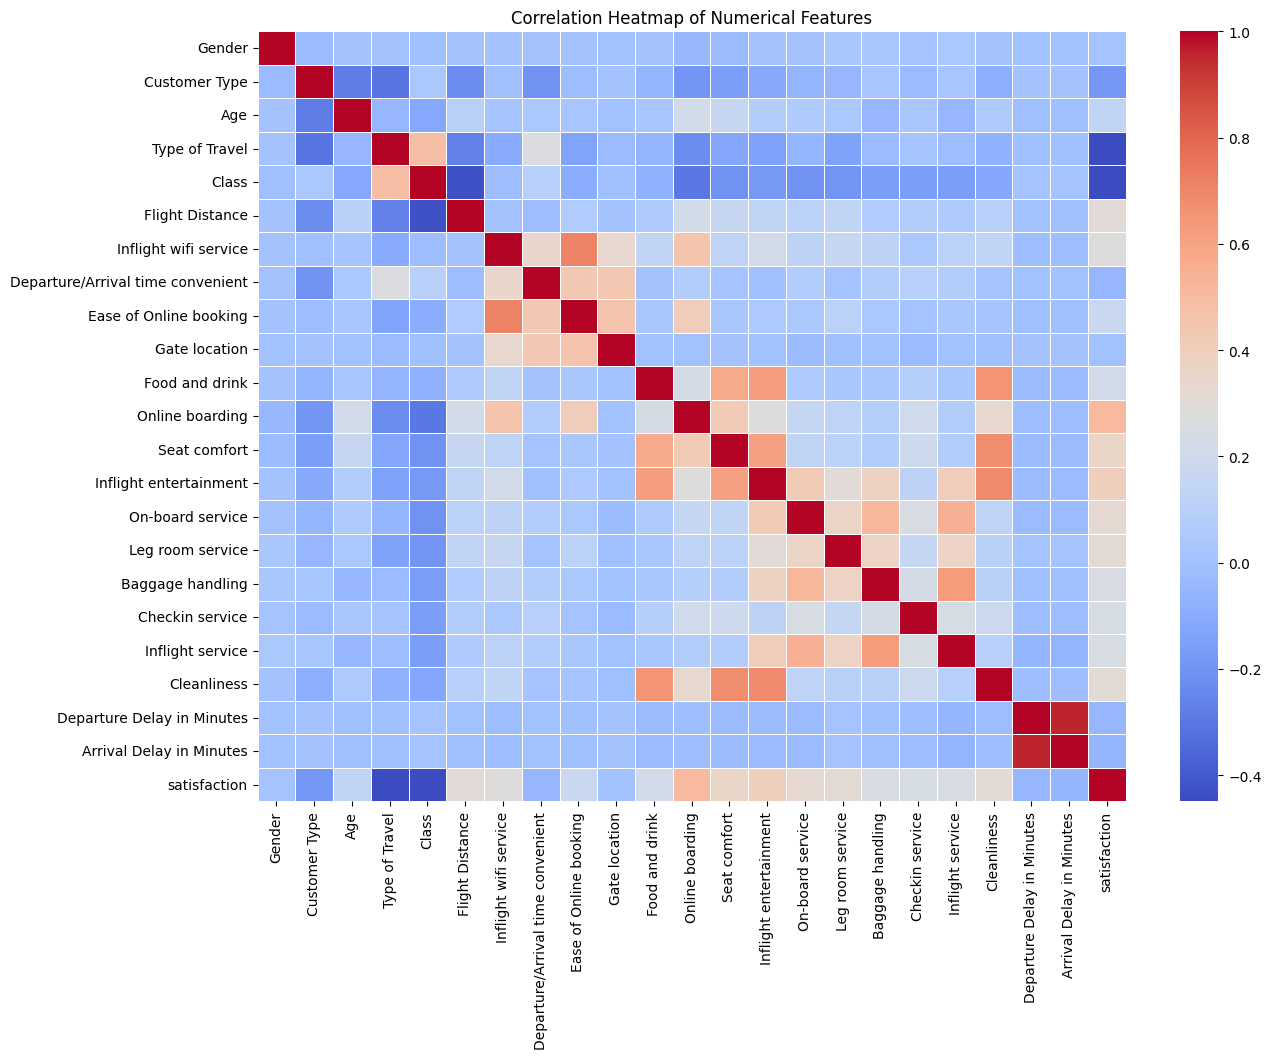 Correlation Heatmap of Numerical Features
Gender
Customer Type
Age
Type of Travel
Class
Flight Distance
Inflight wifi service
Departure/Arrival time convenient
Ease of Online booking
Gate location
Food and drink
Online boarding
Seat comfort
Inflight entertainment
On-board service
Leg room service
Baggage handling
Checkin service
Inflight service
Cleanliness
Departure Delay in Minutes
Arrival Delay in Minutes
satisfaction
Gender
Customer Type
Age
Type of Travel
Class
Flight Distance
Inflight wifi service
Departure/Arrival time convenient
Ease of Online booking
Gate location
Food and drink
Online boarding
Seat comfort
Inflight entertainment
On-board service
Leg room service
Baggage handling
Checkin service
Inflight service
Cleanliness
Departure Delay in Minutes
Arrival Delay in Minutes
satisfaction
1.0
0.8
0.6
0.4
0.2
0.0
−0.2
−0.4